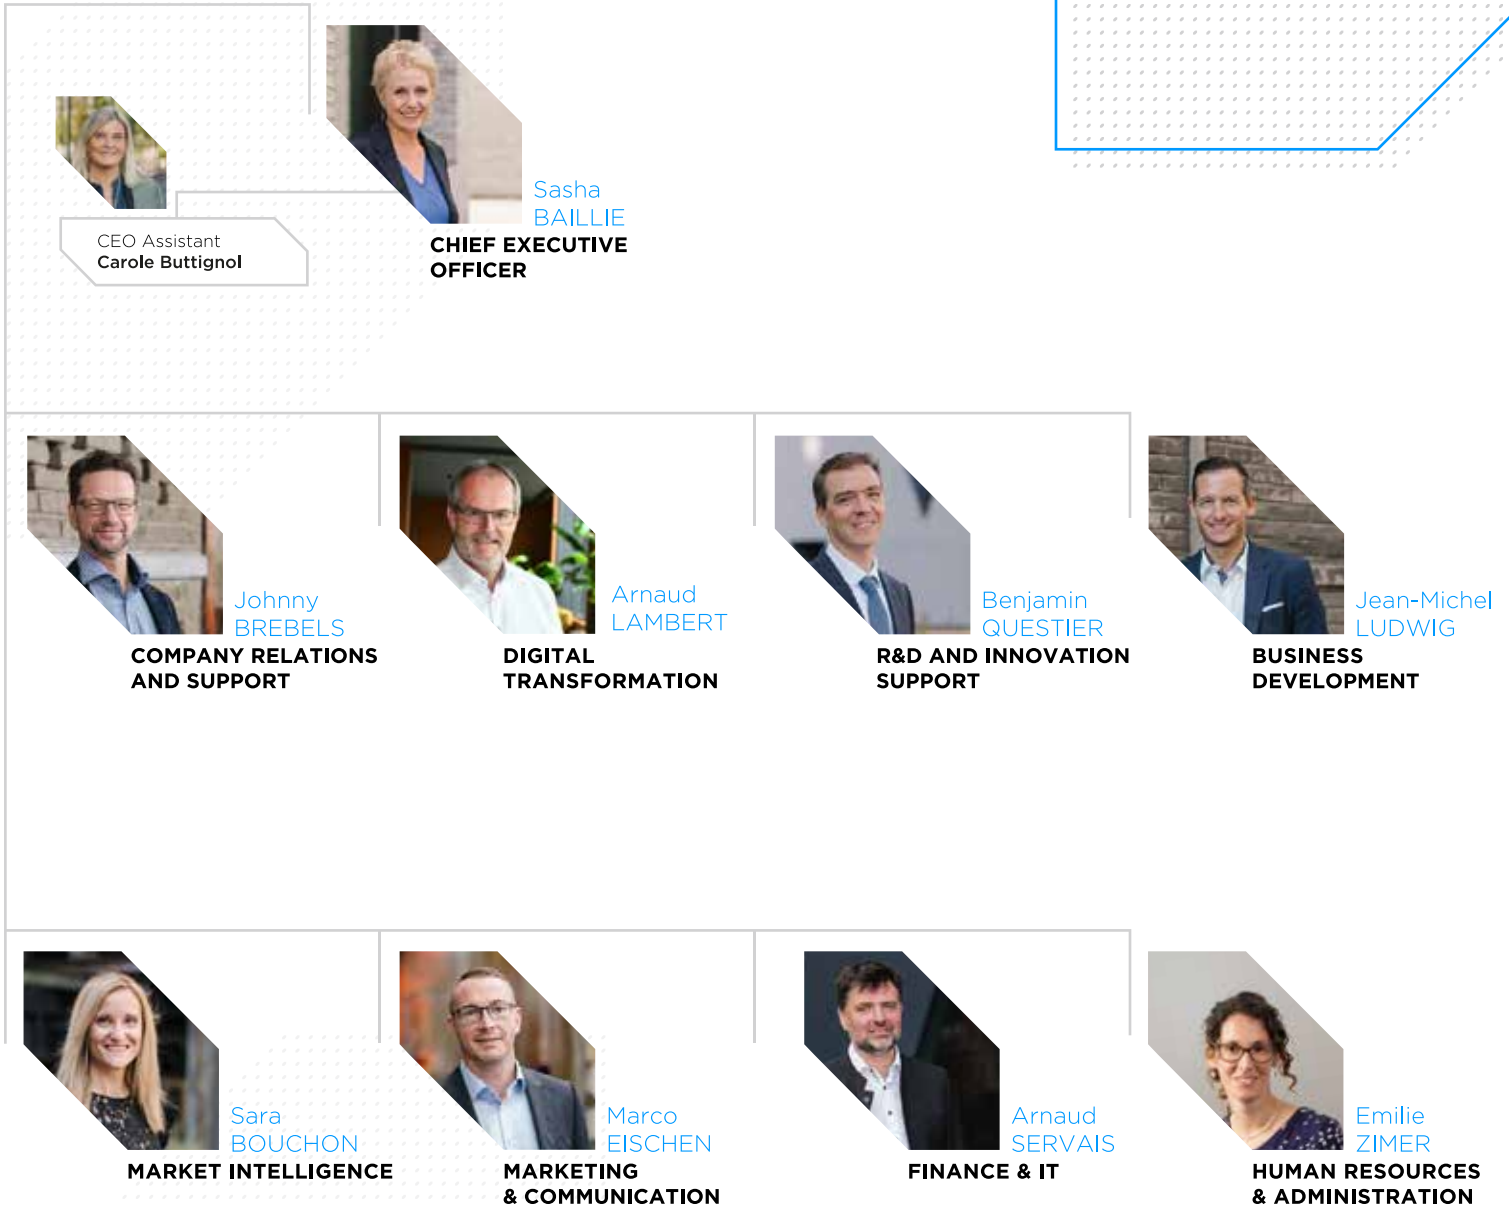 Sasha
BAILLIE
CHIEF EXECUTIVE
OFFICER
CEO Assistant
Carole Buttignol
Johnny
BREBELS
COMPANY RELATIONS
AND SUPPORT
Arnaud
LAMBERT
DIGITAL
TRANSFORMATION
Benjamin
QUESTIER
R&D AND INNOVATION
SUPPORT
Jean-Michel
LUDWIG
BUSINESS
DEVELOPMENT
Sara
BOUCHON
MARKET INTELLIGENCE
Marco
EISCHEN
MARKETING
& COMMUNICATION
Arnaud
SERVAIS
FINANCE & IT
Emilie
ZIMER
HUMAN RESOURCES
& ADMINISTRATION